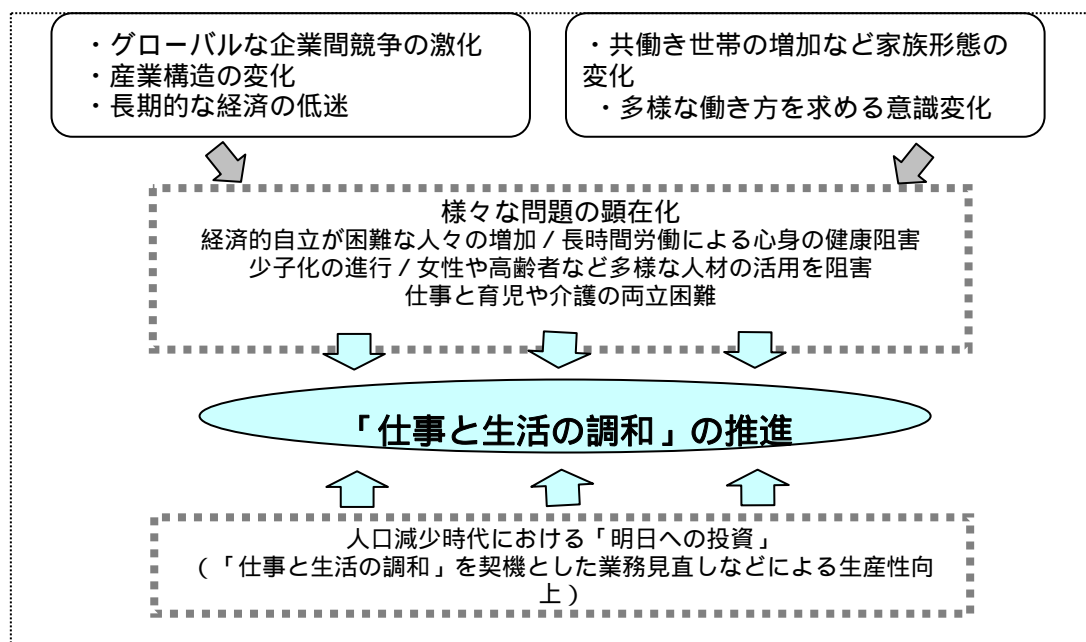 ・グローバルな企業間競争の激化
・産業構造の変化
・長期的な経済の低迷
・共働き世帯の増加など家族形態の
変化
・多様な働き方を求める意識変化
様々な問題の顕在化
経済的自立が困難な人々の増加/長時間労働による心身の健康阻害
少子化の進行/女性や高齢者など多様な人材の活用を阻害
仕事と育児や介護の両立困難
「仕事と生活の調和」の推進
人口減少時代における「明日への投資」
(「仕事と生活の調和」を契機とした業務見直しなどによる生産性向
上)